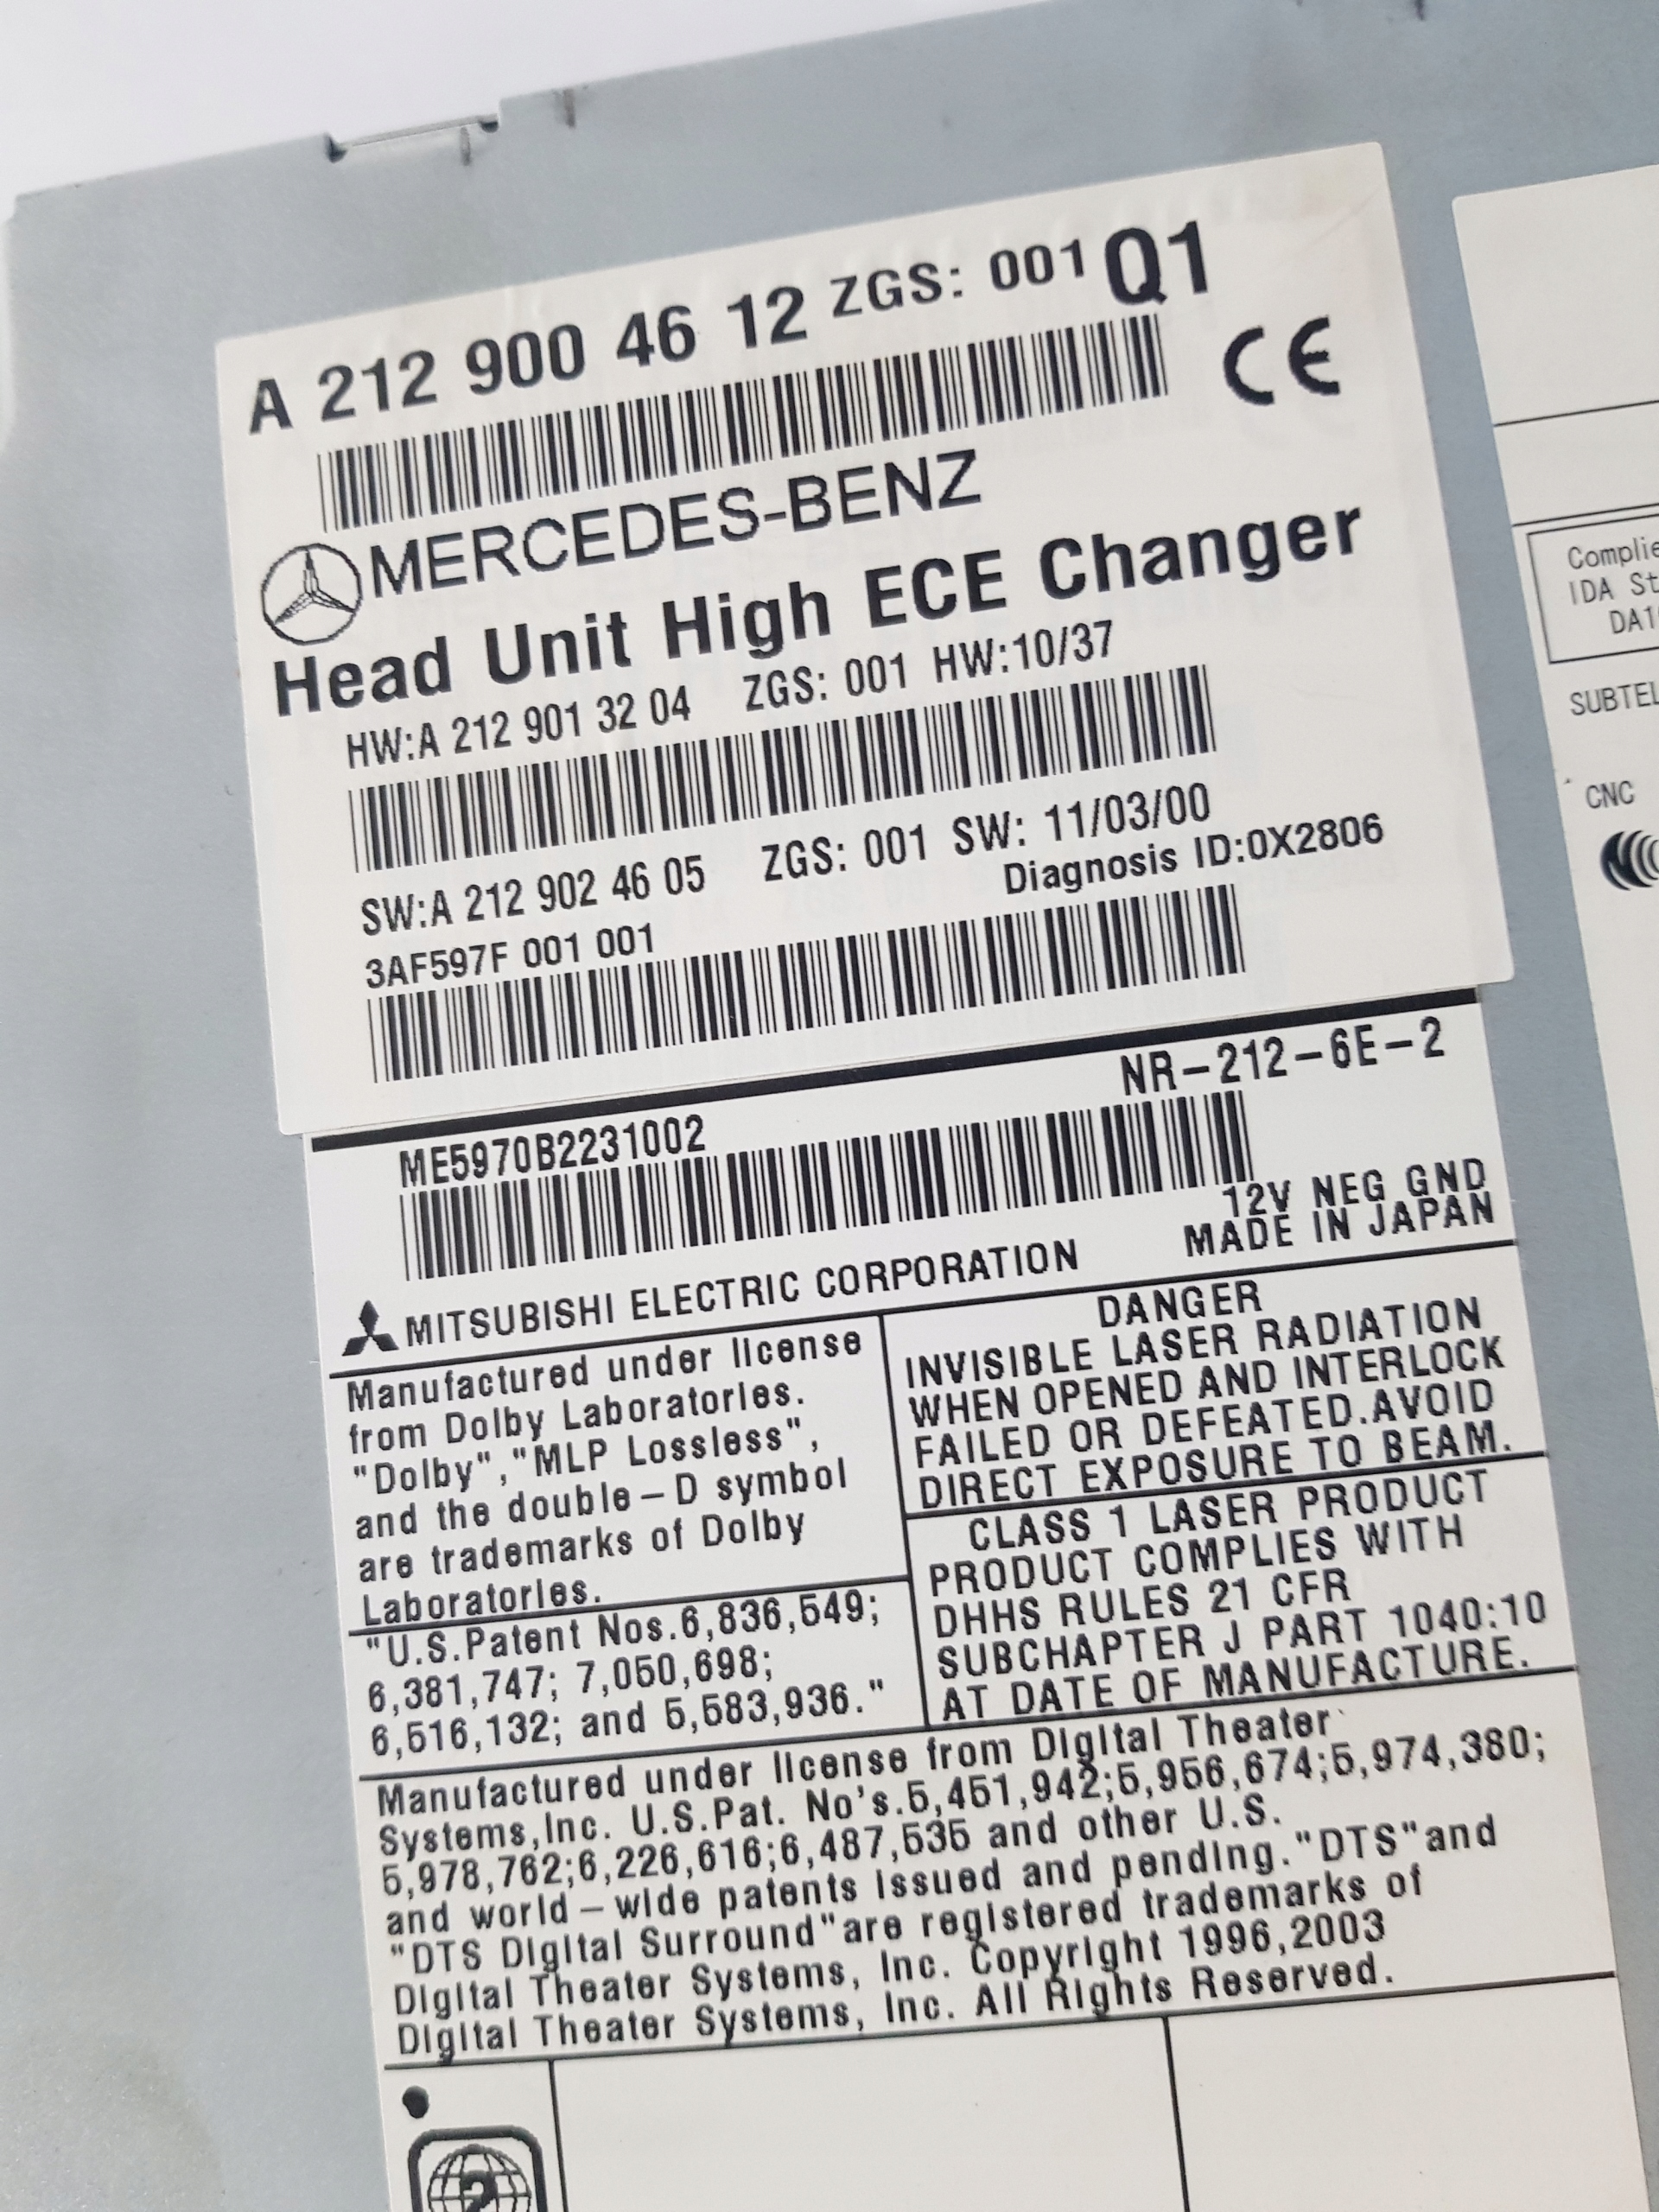 A 212 900 46 12 ZGS: 001 Q1
CE
MERCEDES-BENZ
Head Unit High ECE Changer
HW:A 212 901 32 04 ZGS: 001 HW:10/37
SW:A 212 902 46 05 ZGS: 001 SW: 11/03/00
3AF597F 001 001 Diagnosis ID:0X2806
NR-212-6E-2
ME5970B2231002
12V NEG GND
MADE IN JAPAN
MITSUBISHI ELECTRIC CORPORATION
Manufactured under license
from Dolby Laboratories.
"Dolby","MLP Lossless",
and the double-D symbol
are trademarks of Dolby
Laboratories.
"U.S.Patent Nos.6,836,549;
6,381,747; 7,050,698;
6,516,132; and 5,583,936."
DANGER
INVISIBLE LASER RADIATION
WHEN OPENED AND INTERLOCK
FAILED OR DEFEATED.AVOID
DIRECT EXPOSURE TO BEAM.
CLASS 1 LASER PRODUCT
PRODUCT COMPLIES WITH
DHHS RULES 21 CFR
SUBCHAPTER J PART 1040:10
AT DATE OF MANUFACTURE.
Manufactured under license from Digital Theater
Systems,Inc. U.S.Pat. No's.5,451,942;5,956,674;5,974,380;
5,978,762;6,226,616;6,487,535 and other U.S.
and world-wide patents issued and pending."DTS"and
"DTS Digital Surround"are registered trademarks of
Digital Theater Systems, Inc. Copyright 1996,2003
Digital Theater Systems, Inc. All Rights Reserved.
2
Complie
IDA St
DA1
SUBTEL
CNC